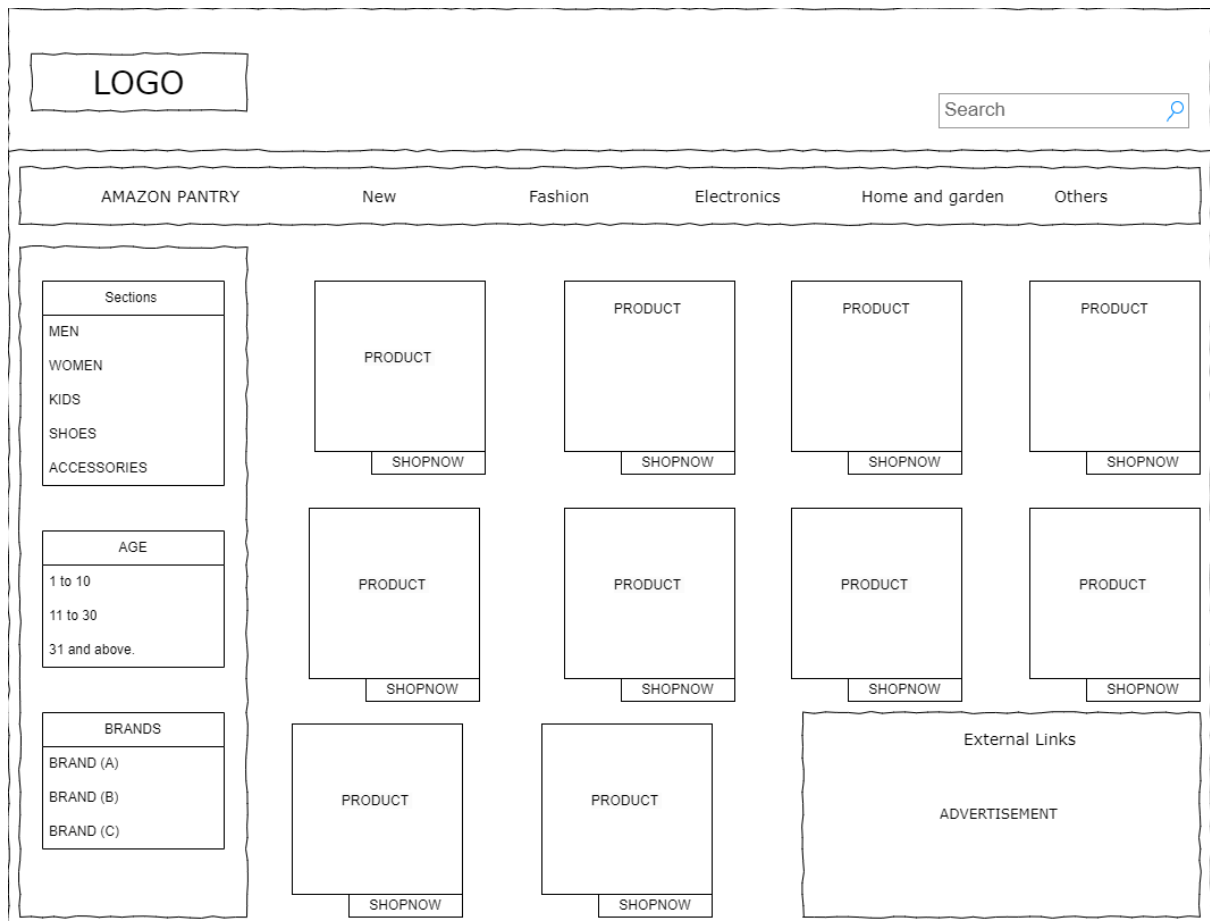 LOGO
Search
AMAZON PANTRY New Fashion Electronics Home and garden Others
Sections
MEN
WOMEN
KIDS
SHOES
ACCESSORIES
AGE
1 to 10
11 to 30
31 and above.
BRANDS
BRAND (A)
BRAND (B)
BRAND (C)
PRODUCT
SHOPNOW
PRODUCT
SHOPNOW
PRODUCT
SHOPNOW
PRODUCT
SHOPNOW
PRODUCT
SHOPNOW
PRODUCT
SHOPNOW
PRODUCT
SHOPNOW
PRODUCT
SHOPNOW
PRODUCT
SHOPNOW
PRODUCT
SHOPNOW
External Links
ADVERTISEMENT